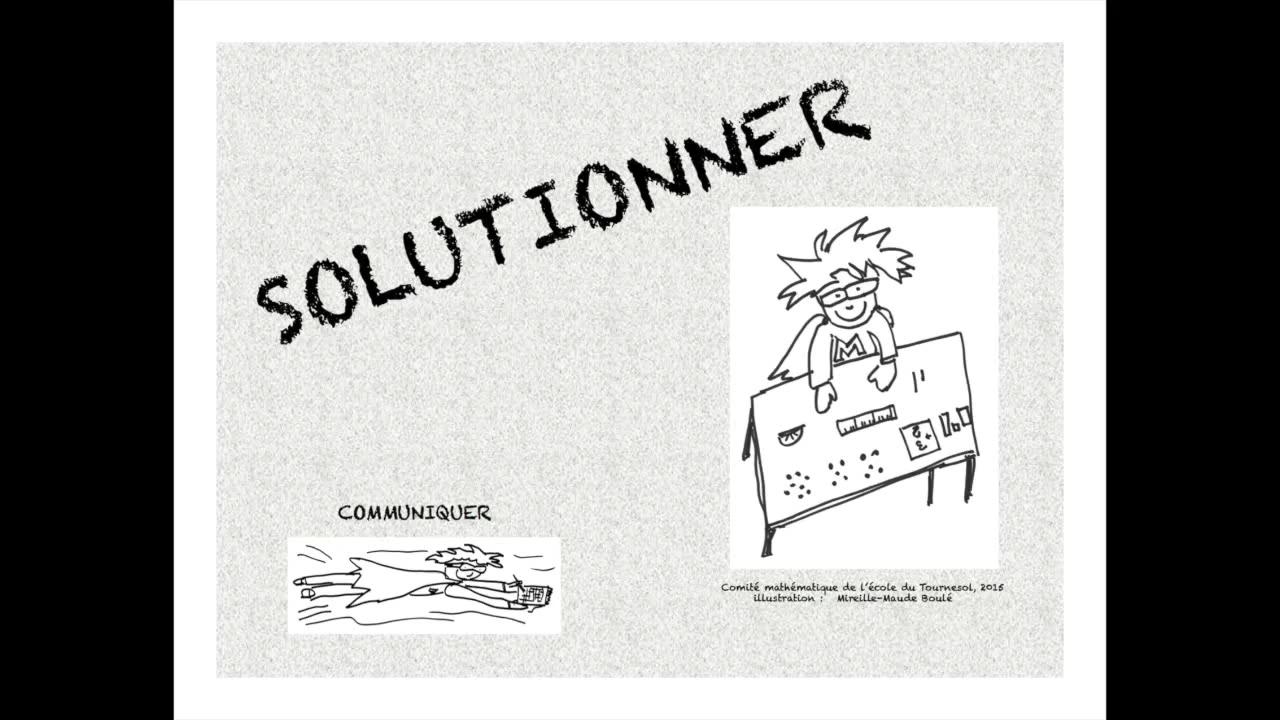 SOLUTIONNER
M
COMMUNIQUER
Comité mathématique de l'école du Tournesol, 2015
illustration : Mireille-Maude Boulé